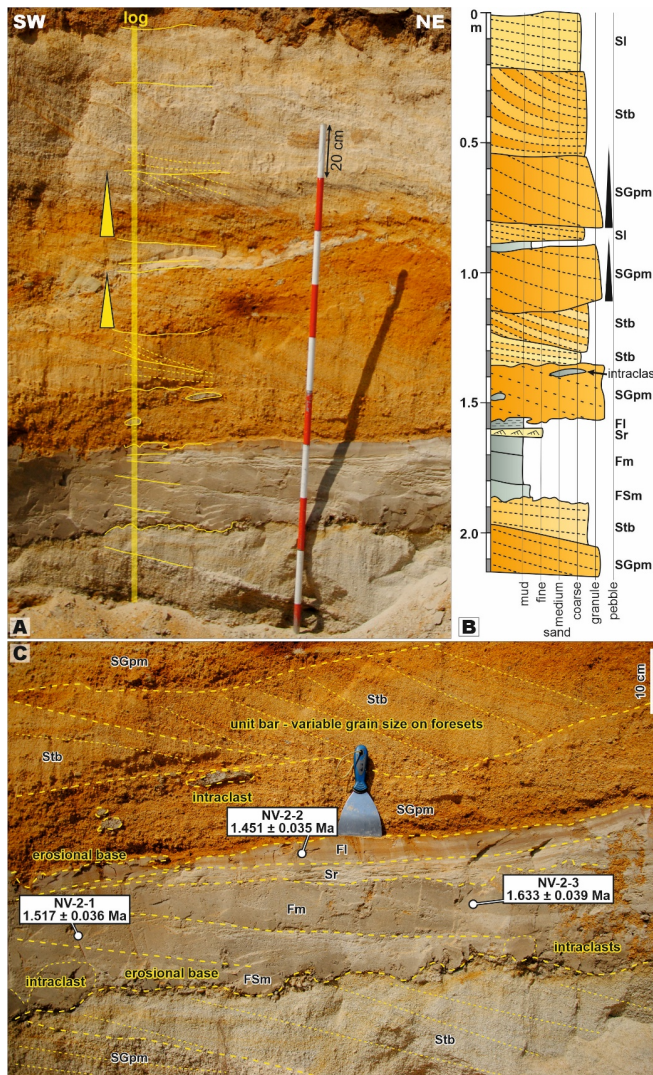 SW
log
NE
20 cm
A
0
m
0.5
1.0
1.5
2.0
Sl
Stb
SGpm
Sl
SGpm
Stb
Stb
intraclas
SGpm
Fl
Sr
Fm
FSm
Stb
SGpm
mud
fine
medium
coarse
granule
pebble
sand
B
C
SGpm
10 cm
Stb
unit bar - variable grain size on foresets
Stb
intraclast
SGpm
NV-2-2
1.451 ± 0.035 Ma
Fl
erosional base
Sr
NV-2-3
1.633 ± 0.039 Ma
NV-2-1
1.517 ± 0.036 Ma
Fm
intraclasts
erosional base
intraclast
FSm
Stb
SGpm